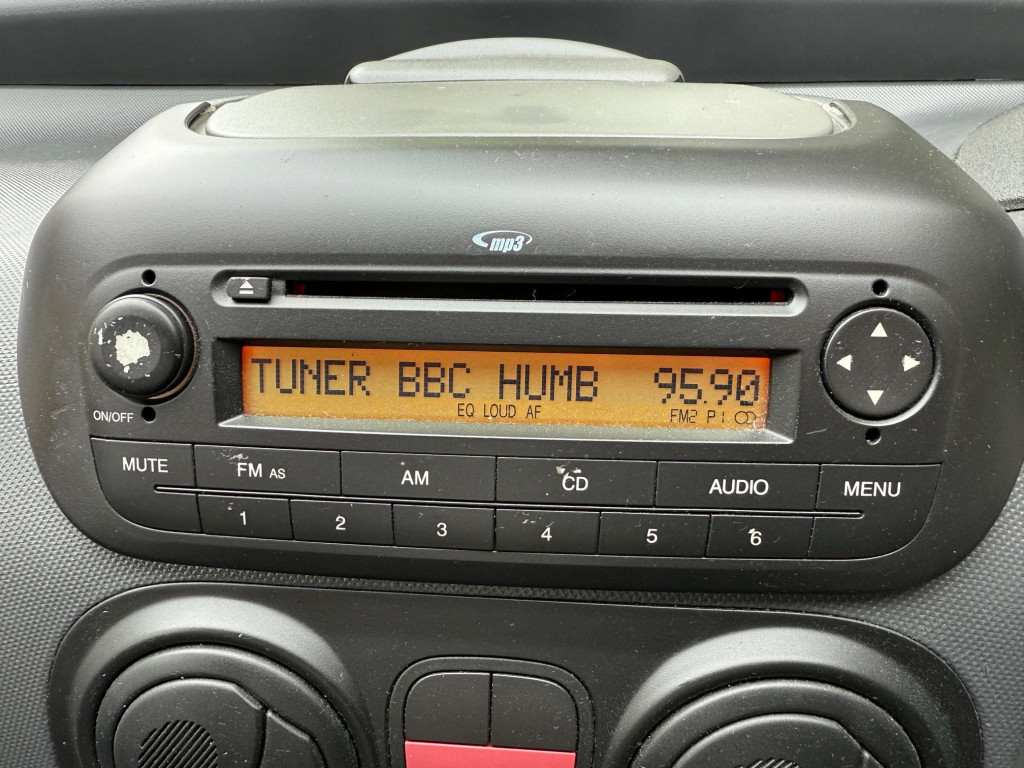 mp3
TUNER BBC HUMB 95.90
EQ LOUD AF FM2 P1
ON/OFF
MUTE FM AS AM CD AUDIO MENU
1 2 3 4 5 6